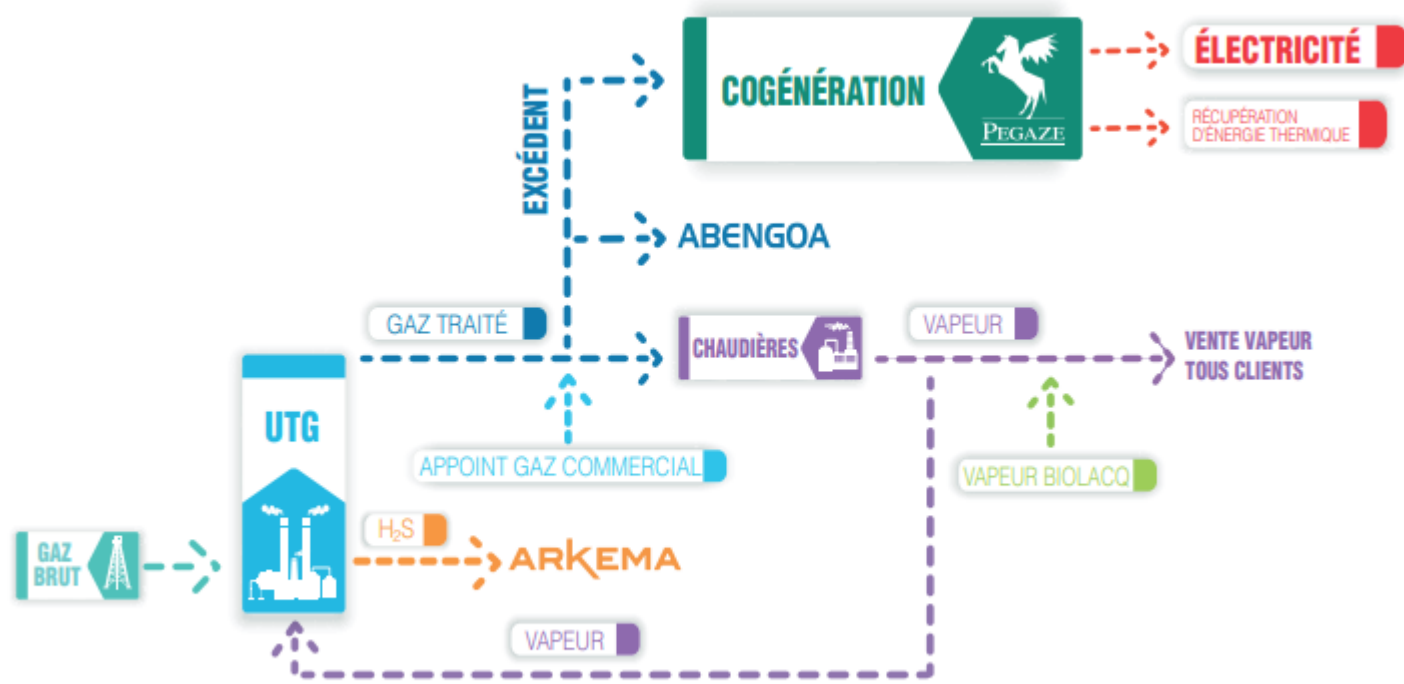 COGÉNÉRATION
PEGAZE
ÉLECTRICITÉ
RÉCUPÉRATION
D'ÉNERGIE THERMIQUE
EXCÉDENT
ABENGOA
GAZ TRAITÉ
CHAUDIÈRES
VAPEUR
VENTE VAPEUR
TOUS CLIENTS
UTG
APPOINT GAZ COMMERCIAL
VAPEUR BIOLACQ
H₂S
ARKEMA
GAZ
BRUT
VAPEUR